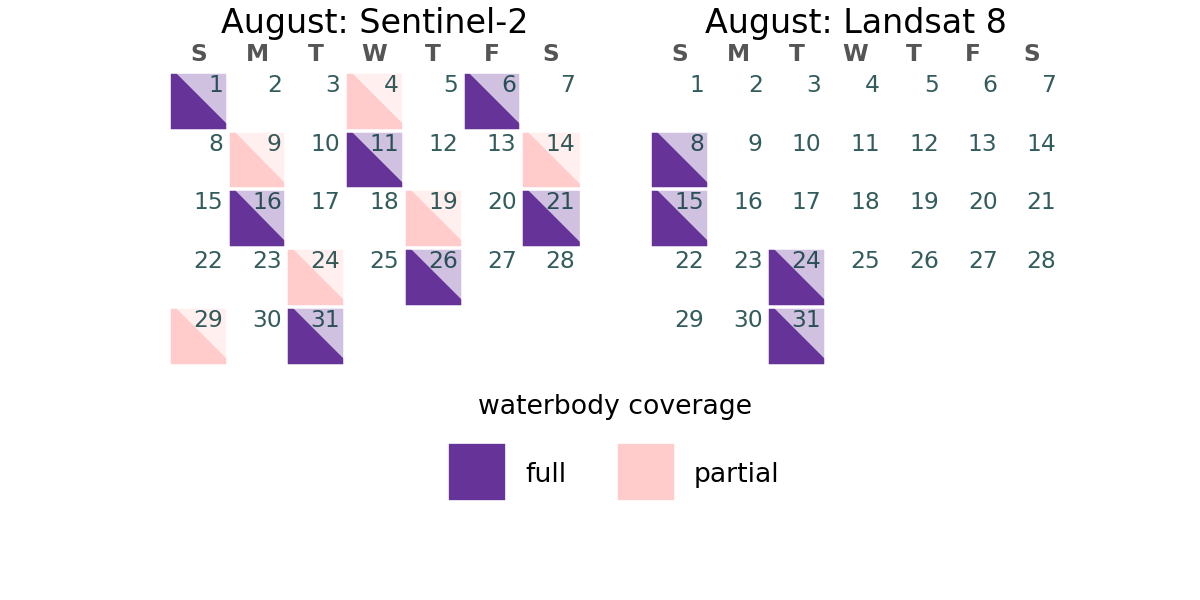 August: Sentinel-2
S M T W T F S
1 2 3 4 5 6 7
8 9 10 11 12 13 14
15 16 17 18 19 20 21
22 23 24 25 26 27 28
29 30 31
August: Landsat 8
S M T W T F S
1 2 3 4 5 6 7
8 9 10 11 12 13 14
15 16 17 18 19 20 21
22 23 24 25 26 27 28
29 30 31
waterbody coverage
full
partial